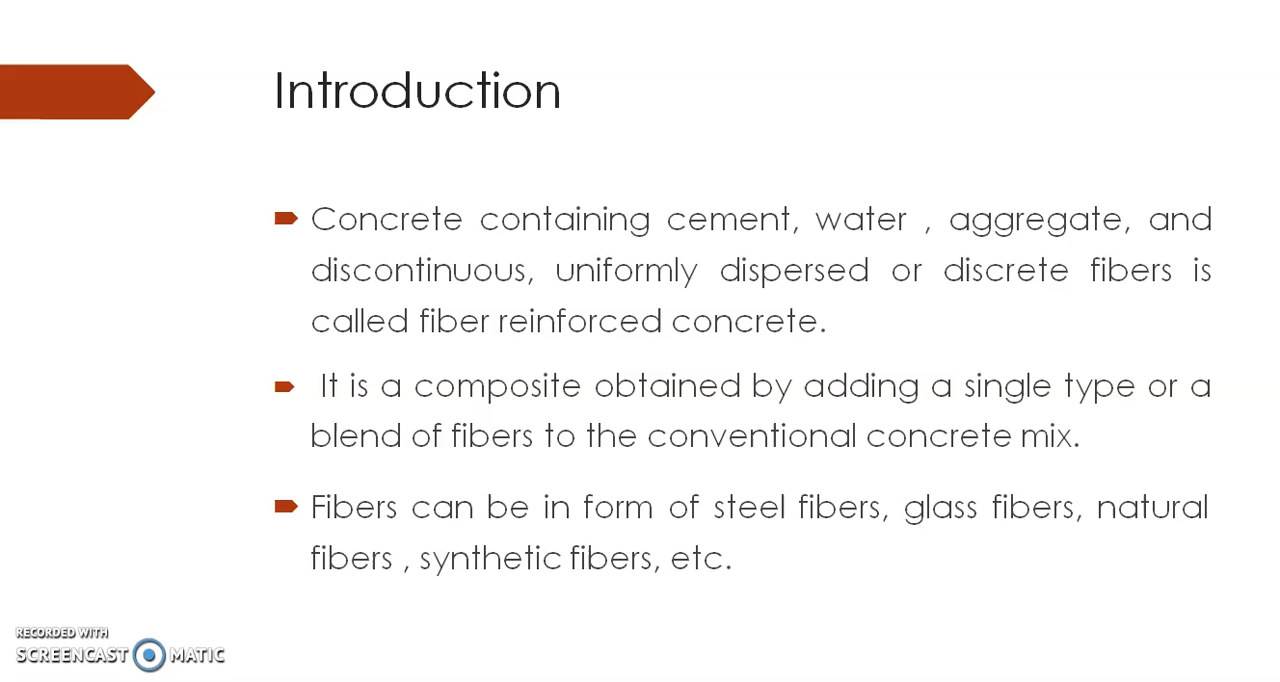 Introduction
Concrete containing cement, water , aggregate, and
discontinuous, uniformly dispersed or discrete fibers is
called fiber reinforced concrete.
It is a composite obtained by adding a single type or a
blend of fibers to the conventional concrete mix.
Fibers can be in form of steel fibers, glass fibers, natural
fibers , synthetic fibers, etc.
RECORDED WITH
SCREENCAST MATIC